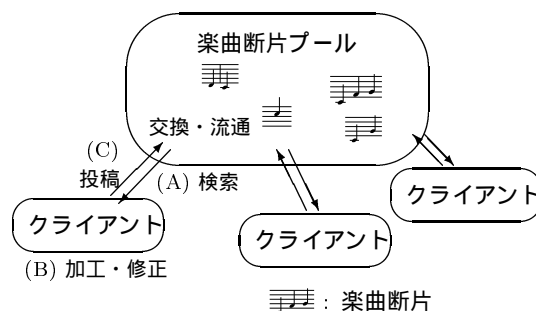 楽曲断片プール
交換・流通
(C)
投稿
(A) 検索
クライアント
クライアント
クライアント
(B) 加工・修正
: 楽曲断片